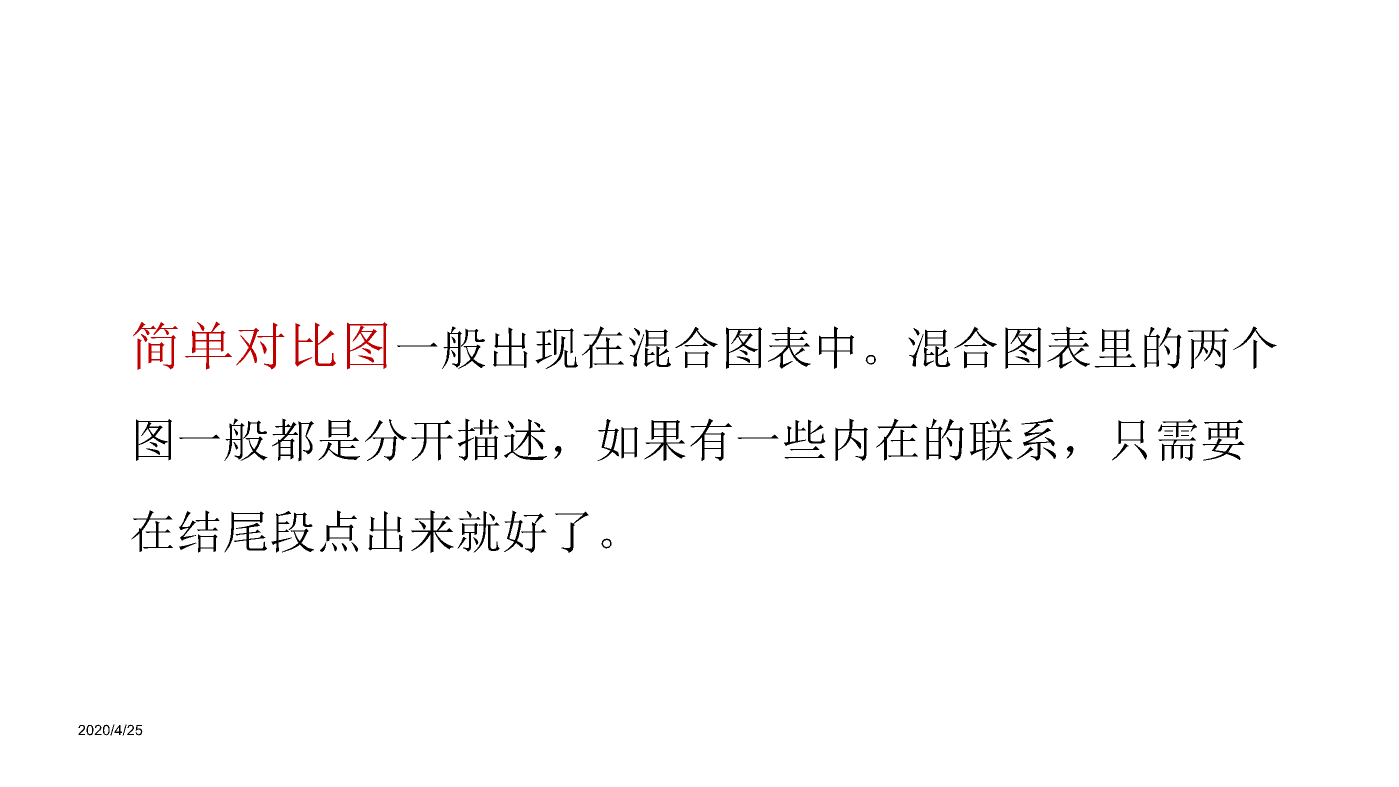 简单对比图一般出现在混合图表中。混合图表里的两个
图一般都是分开描述，如果有一些内在的联系，只需要
在结尾段点出来就好了。
2020/4/25